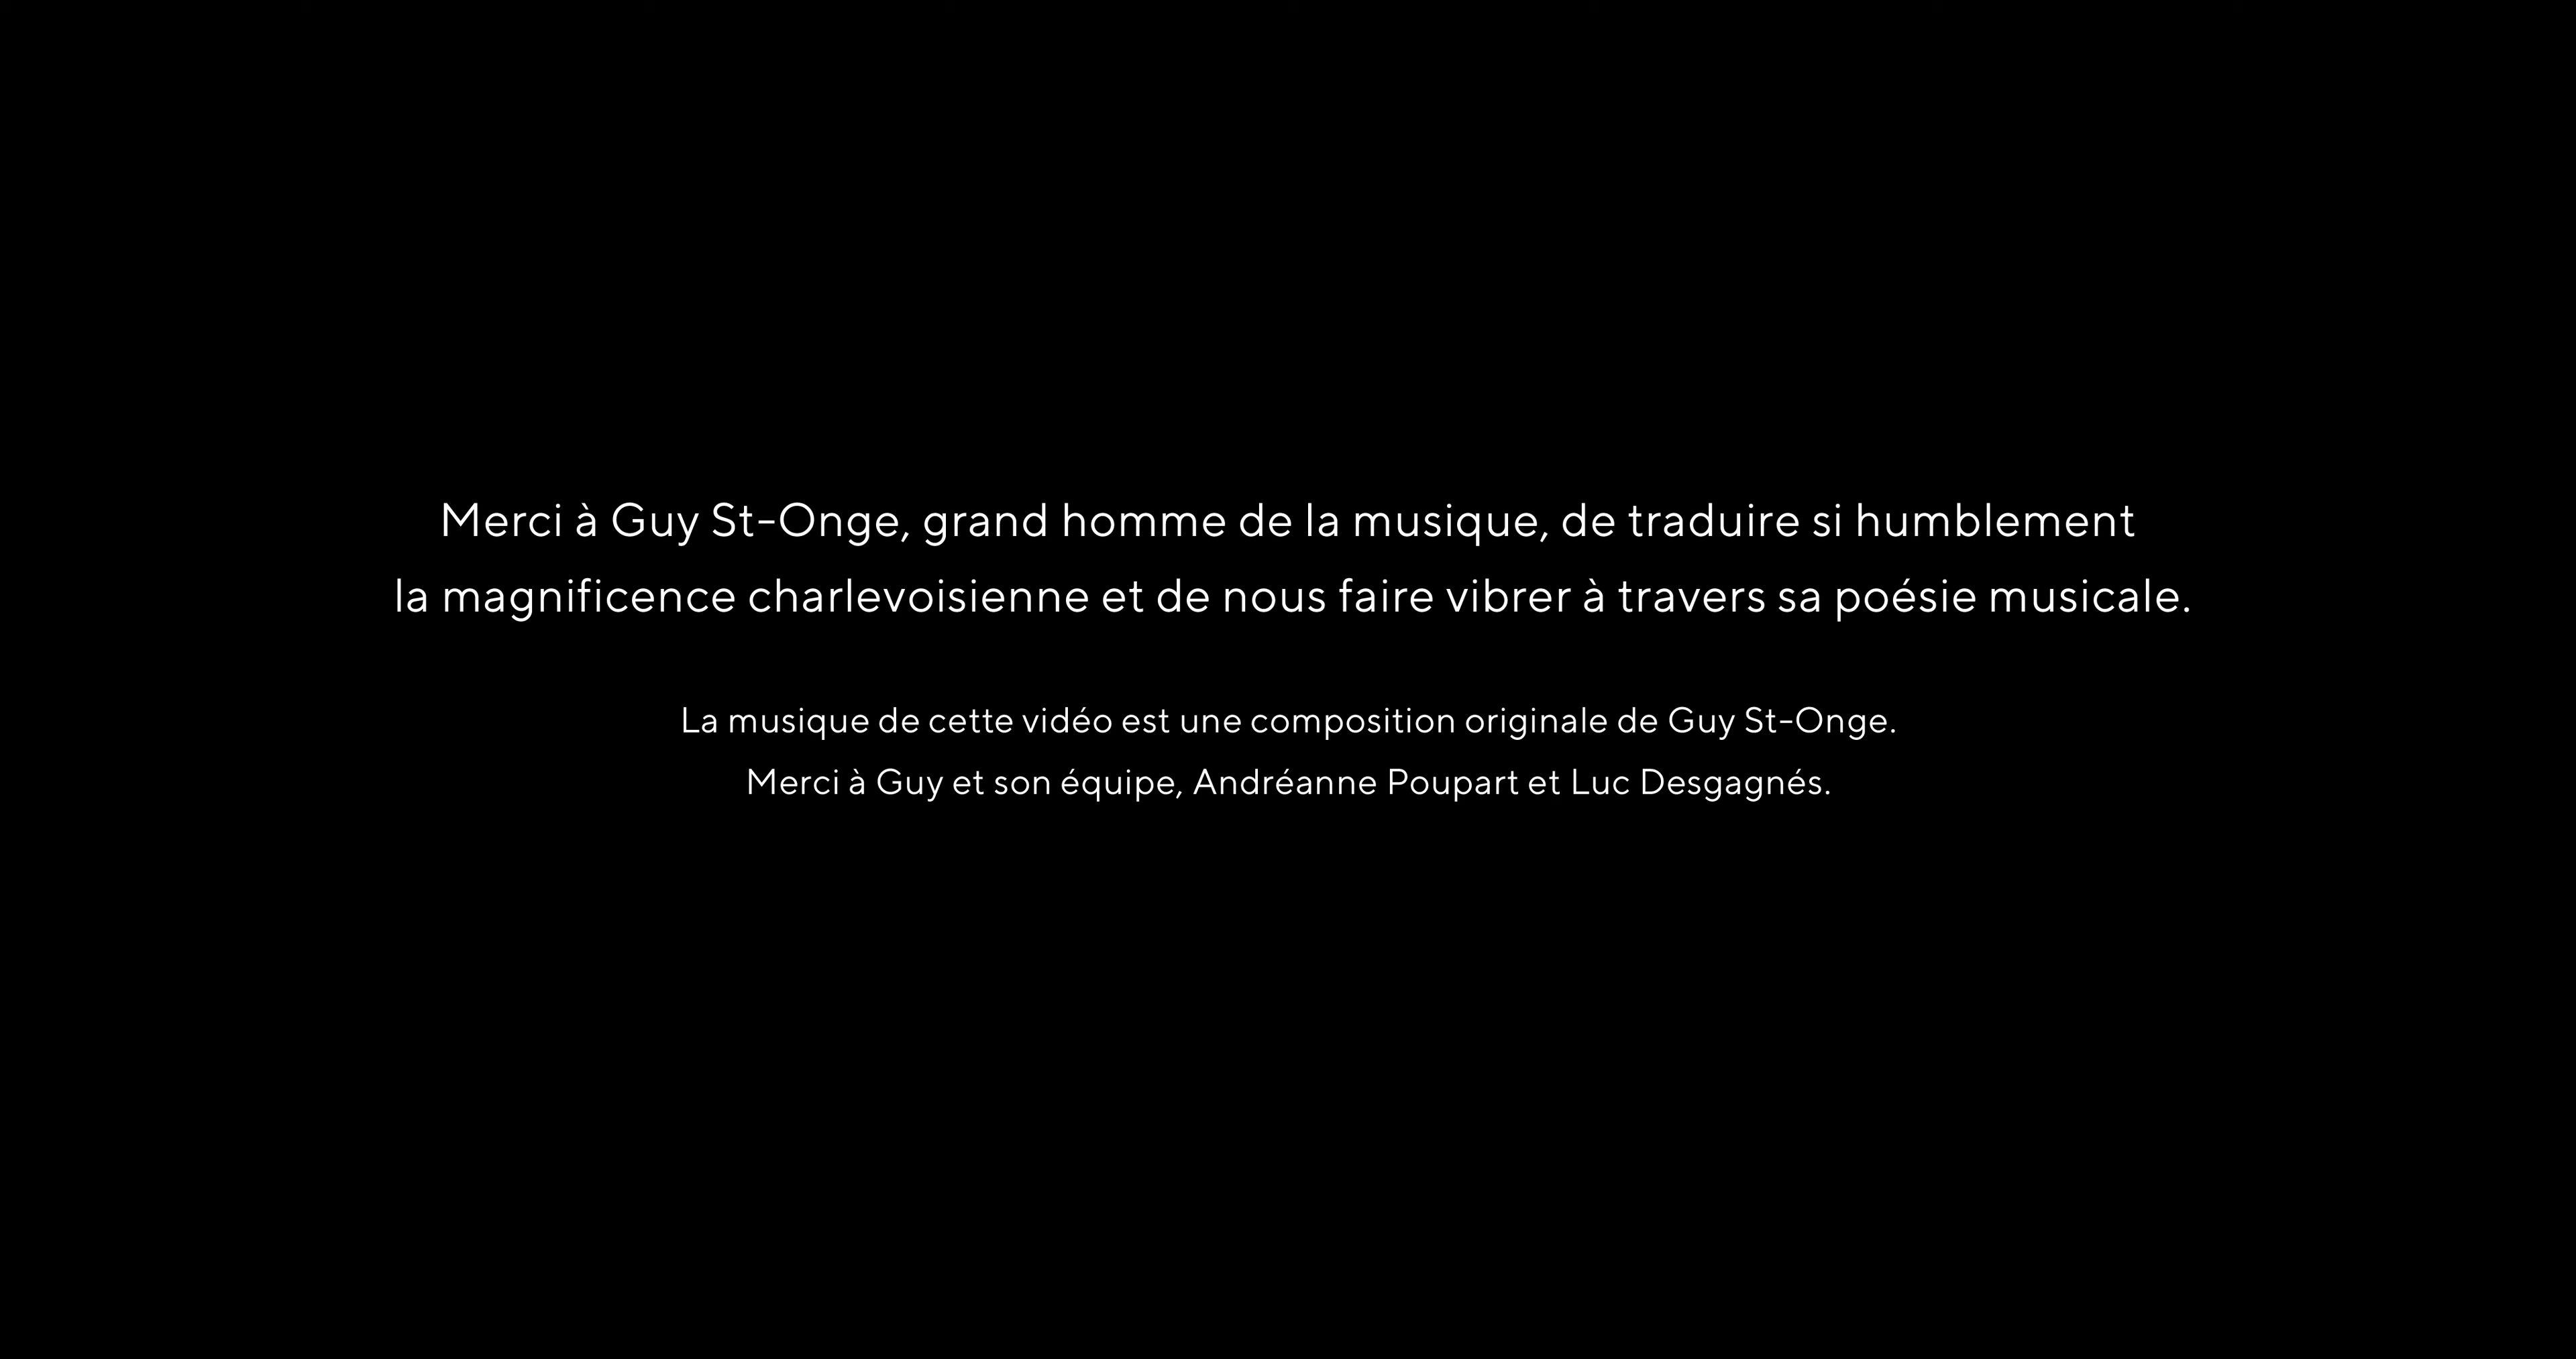 Merci à Guy St-Onge, grand homme de la musique, de traduire si humblement
la magnificence charlevoisienne et de nous faire vibrer à travers sa poésie musicale.
La musique de cette vidéo est une composition originale de Guy St-Onge.
Merci à Guy et son équipe, Andréanne Poupart et Luc Desgagnés.